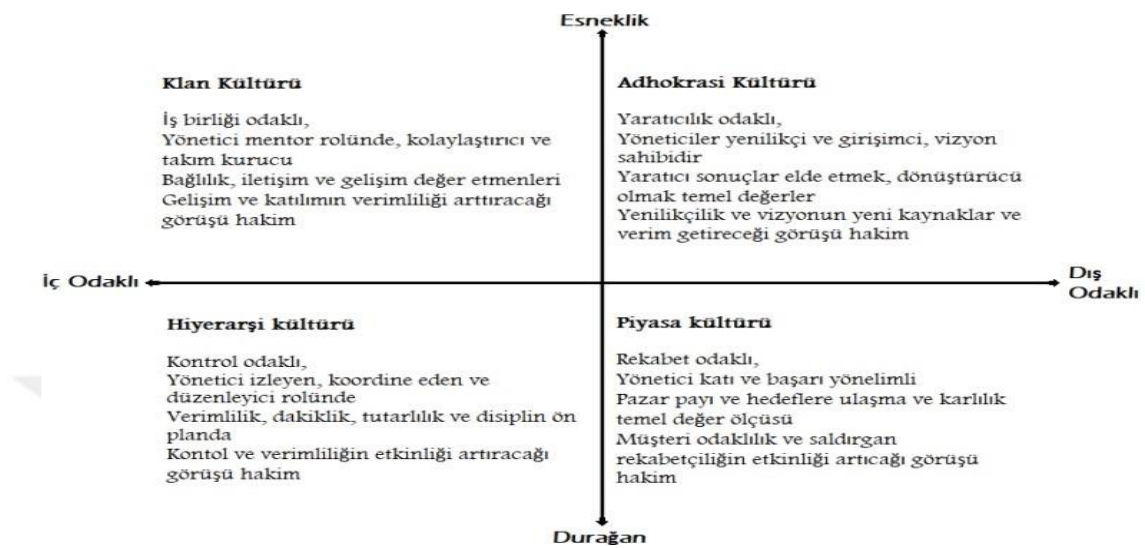 Esneklik
Klan Kültürü
İş birliği odaklı,
Yönetici mentor rolünde, kolaylaştırıcı ve
takım kurucu
Bağlılık, iletişim ve gelişim değer etmenleri
Gelişim ve katılımın verimliliği arttıracağı
görüşü hakim
Adhokrasi Kültürü
Yaratıcılık odaklı,
Yöneticiler yenilikçi ve girişimci, vizyon
sahibidir
Yaratıcı sonuçlar elde etmek, dönüştürücü
olmak temel değerler
Yenilikçilik ve vizyonun yeni kaynaklar ve
verim getireceği görüşü hakim
İç Odaklı
Dış
Odaklı
Hiyerarşi kültürü
Kontrol odaklı,
Yönetici izleyen, koordine eden ve
düzenleyici rolünde
Verimlilik, dakiklik, tutarlılık ve disiplin ön
planda
Kontol ve verimliliğin etkinliği artıracağı
görüşü hakim
Piyasa kültürü
Rekabet odaklı,
Yönetici katı ve başarı yönelimli
Pazar payı ve hedeflere ulaşma ve karlılık
temel değer ölçüsü
Müşteri odaklılık ve saldırgan
rekabetçiliğin etkinliği artıcağı görüşü
hakim
Durağan